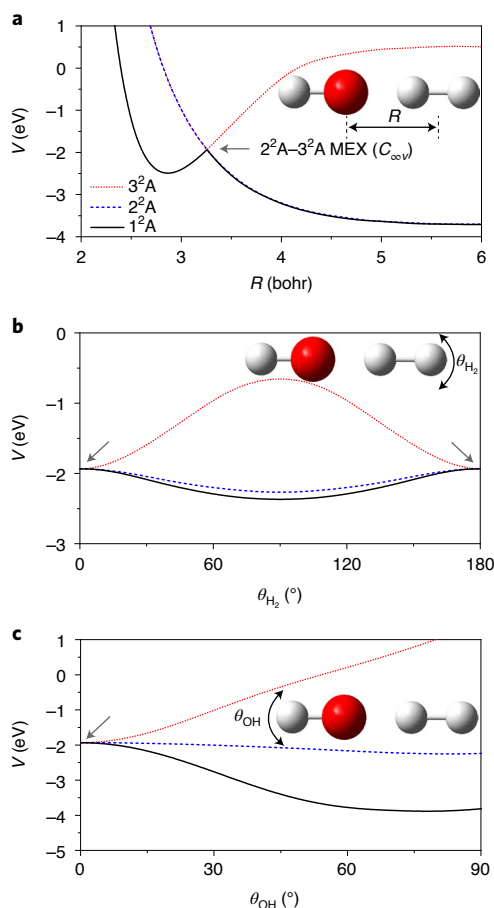 a
1
0
–1
–2
–3
–4
V (eV)
R
2²A–3²A MEX (C∞v)
3²A
2²A
1²A
2 3 4 5 6
R (bohr)
b
0
–1
–2
–3
V (eV)
θH₂
0 60 120 180
θH₂ (°)
c
1
0
–1
–2
–3
–4
–5
V (eV)
θOH
0 30 60 90
θOH (°)